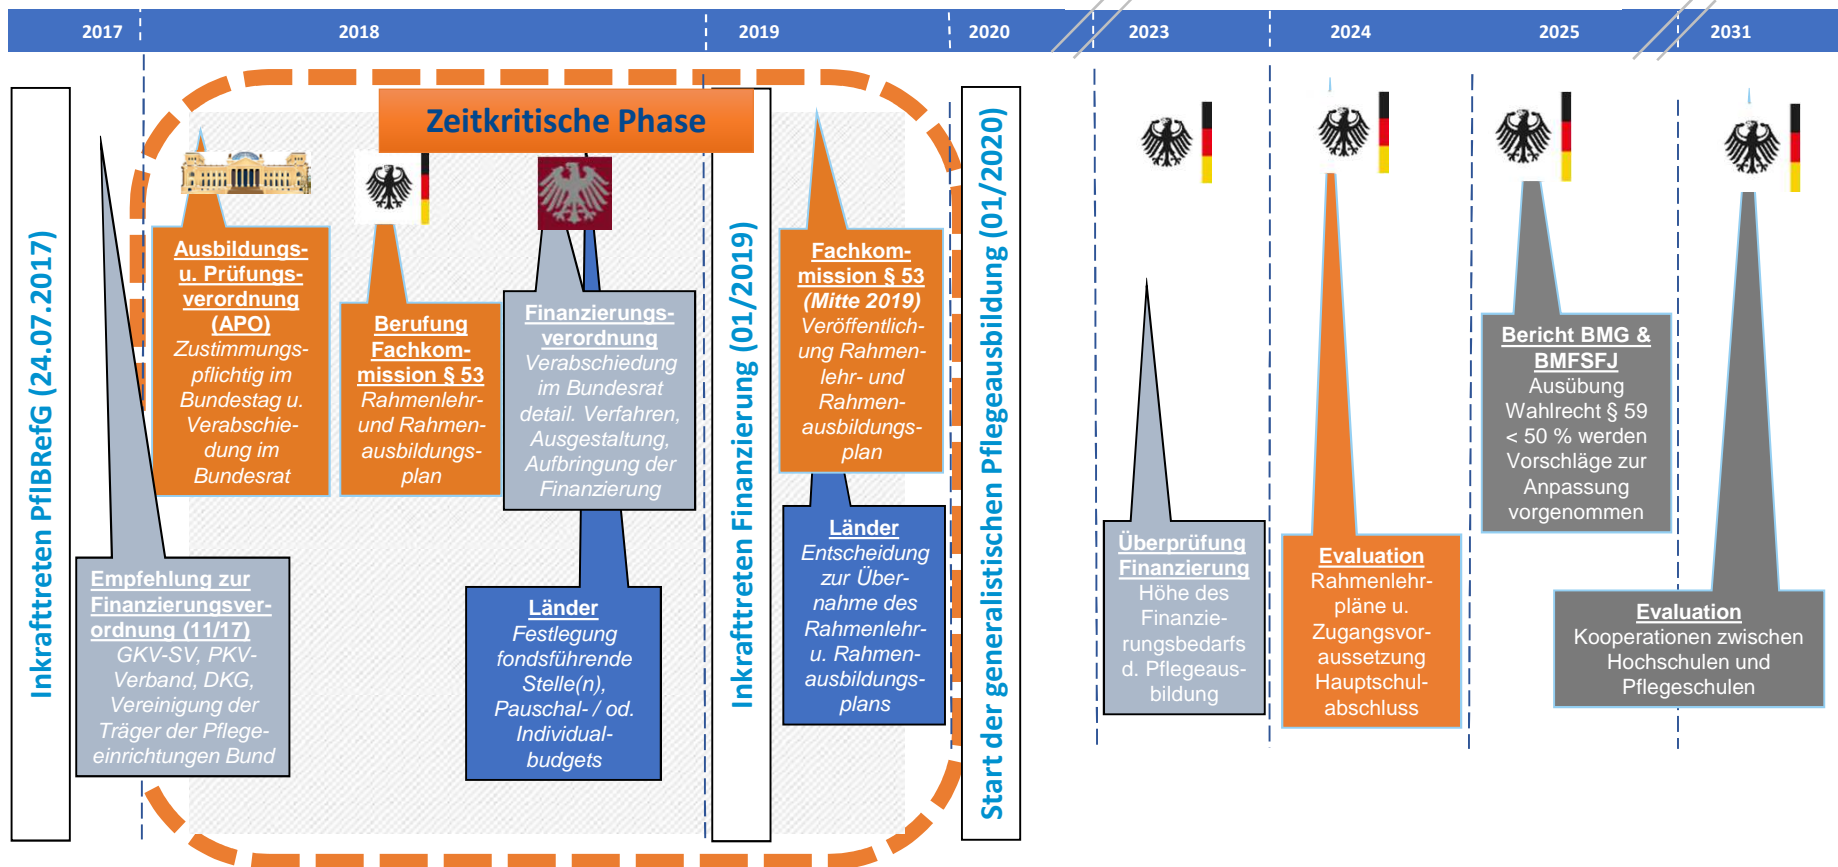 2017
2018
2019
2020
2023
2024
2025
2031
Inkrafttreten PflBRefG (24.07.2017)
Zeitkritische Phase
Empfehlung zur
Finanzierungsver-
ordnung (11/17)
GKV-SV, PKV-
Verband, DKG,
Vereinigung der
Träger der Pflege-
einrichtungen Bund
Ausbildungs-
u. Prüfungs-
verordnung
(APO)
Zustimmungs-
pflichtig im
Bundestag u.
Verabschie-
dung im
Bundesrat
Berufung
Fachkom-
mission § 53
Rahmenlehr-
und Rahmen-
ausbildungs-
plan
Finanzierungs-
verordnung
Verabschiedung
im Bundesrat
detail. Verfahren,
Ausgestaltung,
Aufbringung der
Finanzierung
Länder
Festlegung
fondsführende
Stelle(n),
Pauschal- / od.
Individual-
budgets
Inkrafttreten Finanzierung (01/2019)
Fachkom-
mission § 53
(Mitte 2019)
Veröffentlich-
ung Rahmen-
lehr- und
Rahmen-
ausbildungs-
plan
Länder
Entscheidung
zur Über-
nahme des
Rahmenlehr-
u. Rahmen-
ausbildungs-
plans
Start der generalistischen Pflegeausbildung (01/2020)
Überprüfung
Finanzierung
Höhe des
Finanzie-
rungsbedarfs
d. Pflegeaus-
bildung
Evaluation
Rahmenlehr-
pläne u.
Zugangsvor-
aussetzung
Hauptschul-
abschluss
Bericht BMG &
BMFSFJ
Ausübung
Wahlrecht § 59
< 50 % werden
Vorschläge zur
Anpassung
vorgenommen
Evaluation
Kooperationen zwischen
Hochschulen und
Pflegeschulen